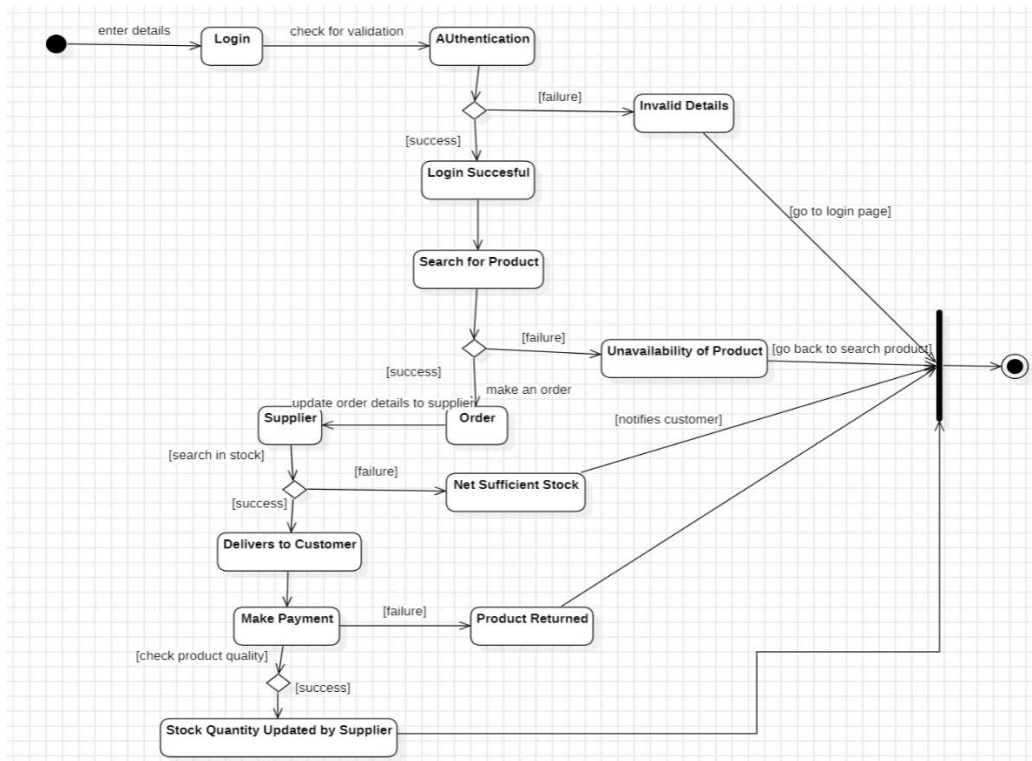 enter details
Login
check for validation
AUthentication
[failure]
Invalid Details
[success]
Login Succesful
[go to login page]
Search for Product
[failure]
Unavailability of Product
[go back to search product]
[success]
make an order
update order details to supplier
Supplier
Order
[notifies customer]
[search in stock]
[failure]
Net Sufficient Stock
[success]
Delivers to Customer
Make Payment
[failure]
Product Returned
[check product quality]
[success]
Stock Quantity Updated by Supplier